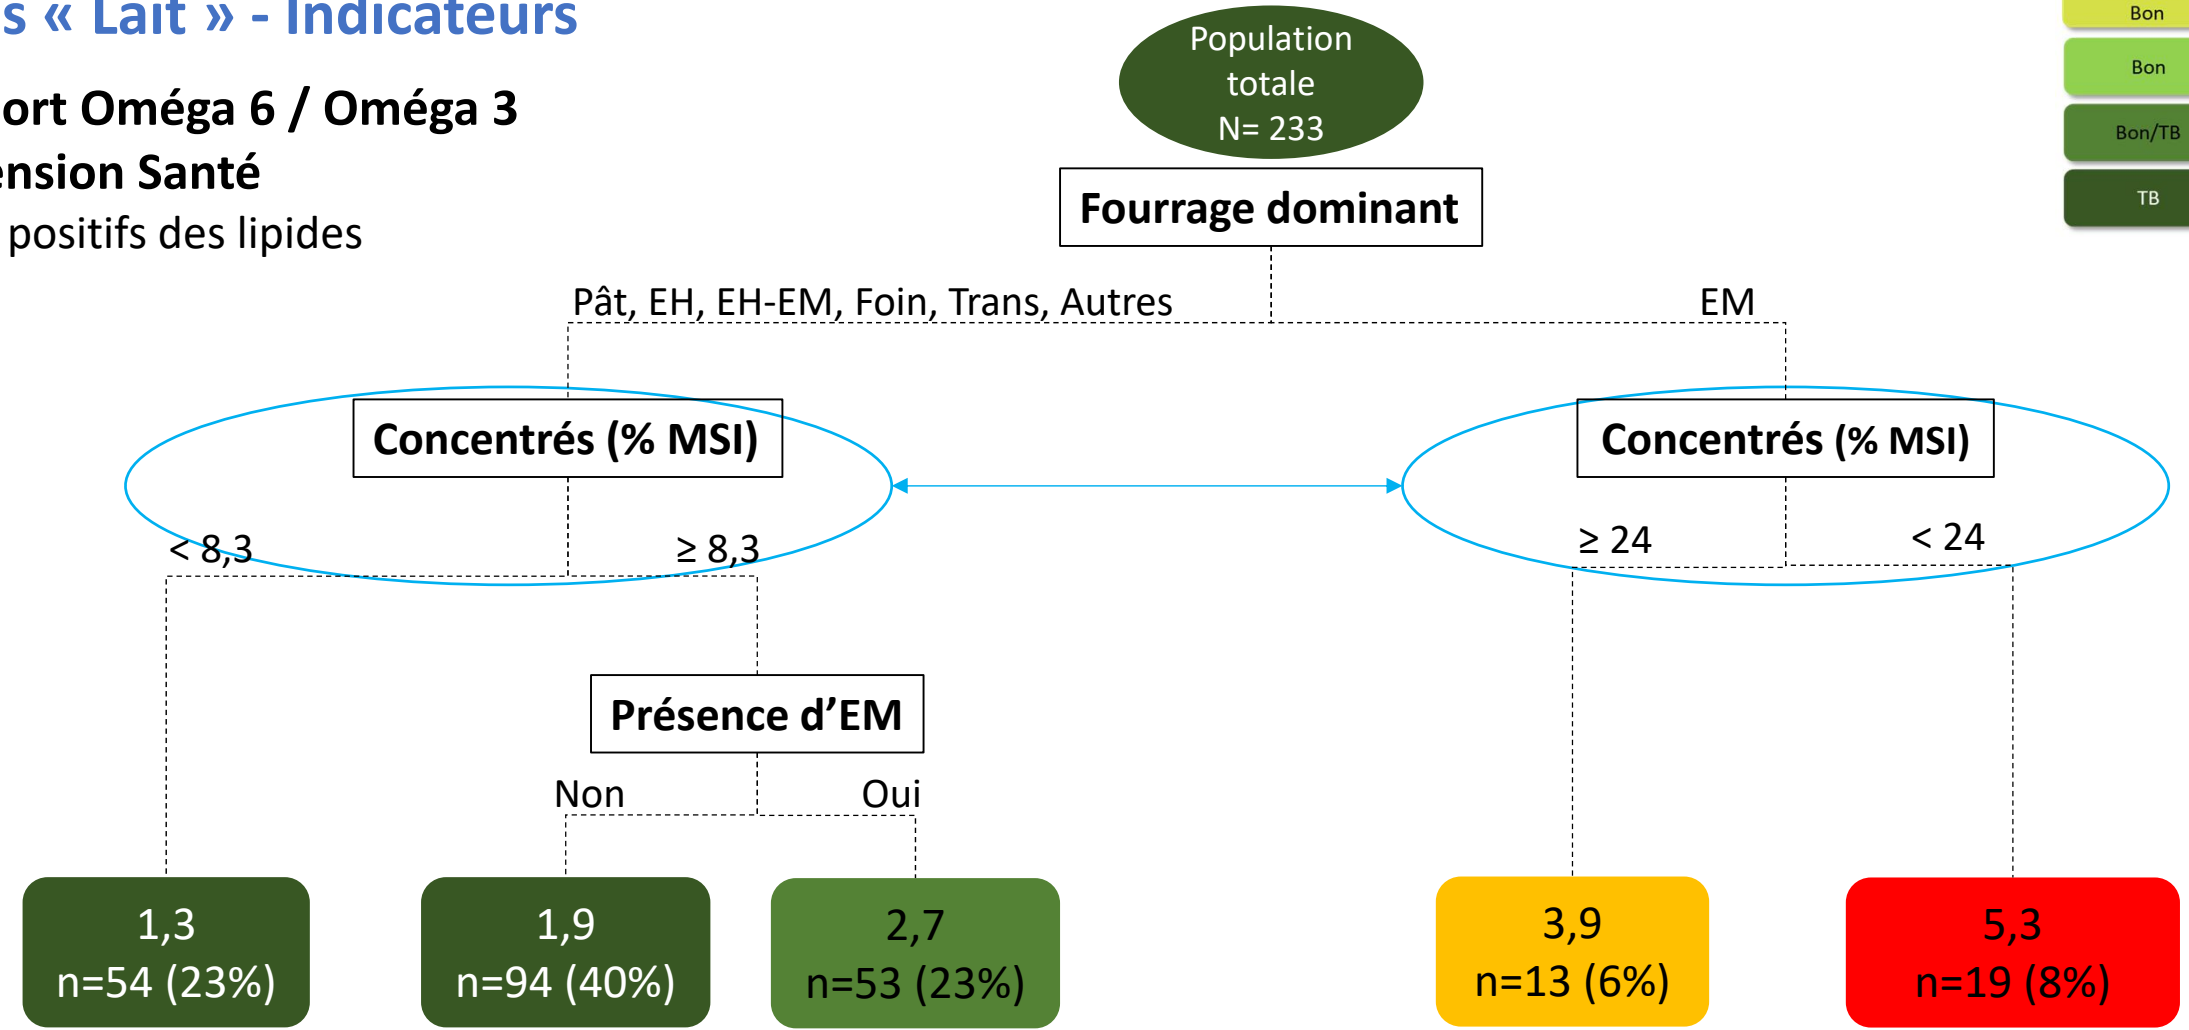 s « Lait » - Indicateurs
ort Oméga 6 / Oméga 3
ension Santé
positifs des lipides
Population
totale
N= 233
Bon
Bon
Bon/TB
TB
Fourrage dominant
Pât, EH, EH-EM, Foin, Trans, Autres
EM
Concentrés (% MSI)
Concentrés (% MSI)
< 8,3
≥ 8,3
≥ 24
< 24
Présence d’EM
Non
Oui
1,3
n=54 (23%)
1,9
n=94 (40%)
2,7
n=53 (23%)
3,9
n=13 (6%)
5,3
n=19 (8%)